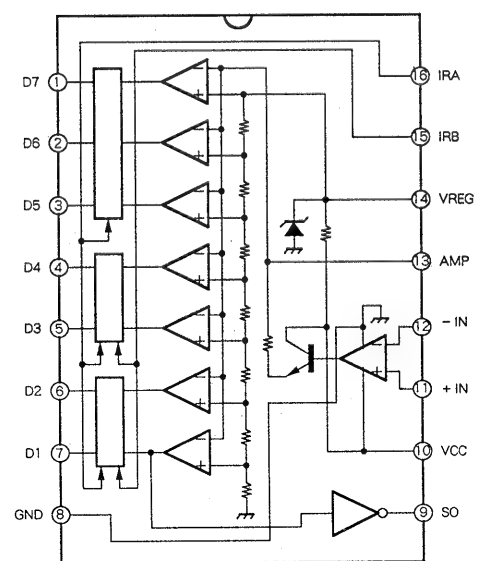 D7 1
D6 2
D5 3
D4 4
D3 5
D2 6
D1 7
GND 8
16 IRA
15 IRB
14 VREG
13 AMP
12 - IN
11 + IN
10 VCC
9 SO